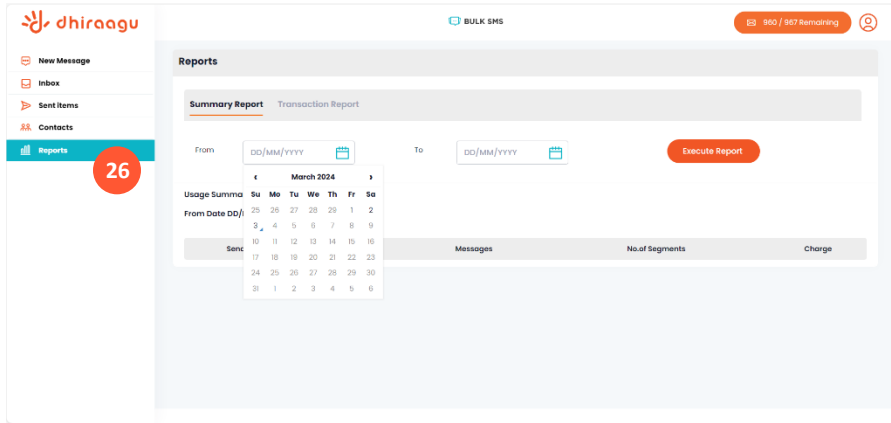 dhiraagu
BULK SMS
960 / 967 Remaining
New Message
Inbox
Sent Items
Contacts
Reports
26
Reports
Summary Report Transaction Report
From DD/MM/YYYY To DD/MM/YYYY Execute Report
‹ March 2024 ›
Su Mo Tu We Th Fr Sa
25 26 27 28 29 1 2
3 4 5 6 7 8 9
10 11 12 13 14 15 16
17 18 19 20 21 22 23
24 25 26 27 28 29 30
31 1 2 3 4 5 6
Usage Summa
From Date DD/
Send Messages No.of Segments Charge